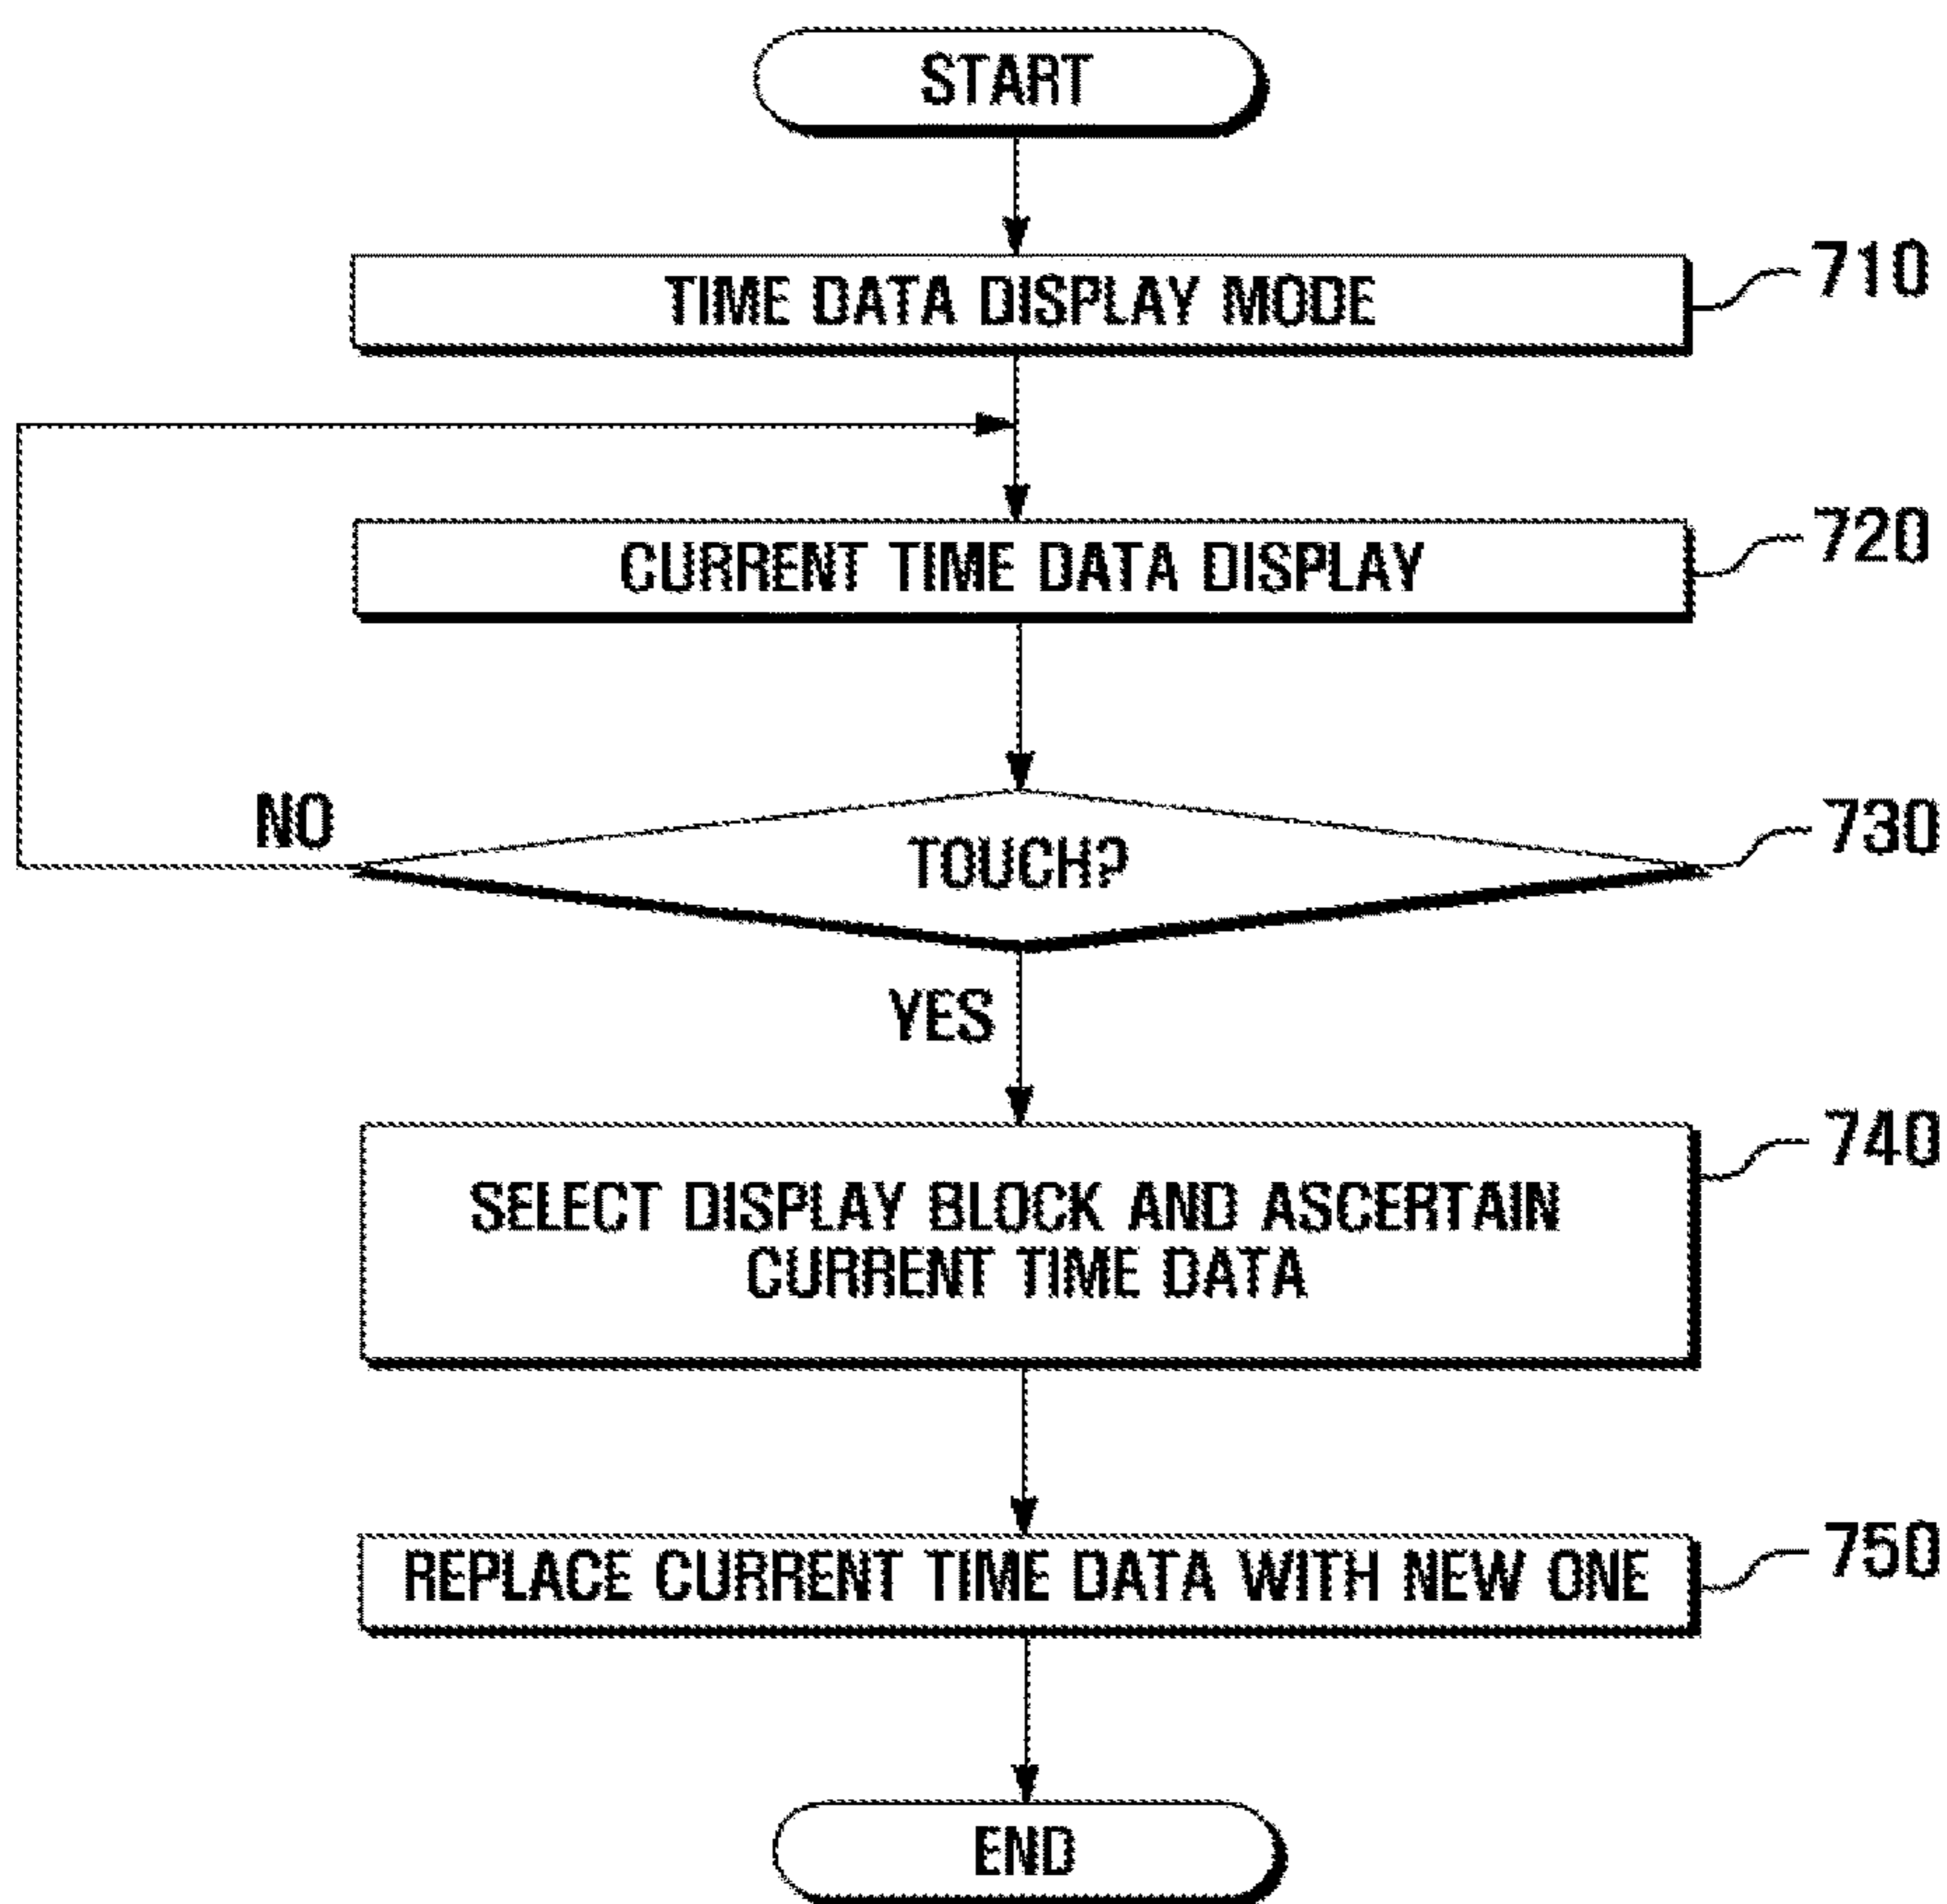 START
TIME DATA DISPLAY MODE
710
CURRENT TIME DATA DISPLAY
720
NO
TOUCH?
730
YES
SELECT DISPLAY BLOCK AND ASCERTAIN
CURRENT TIME DATA
740
REPLACE CURRENT TIME DATA WITH NEW ONE
750
END